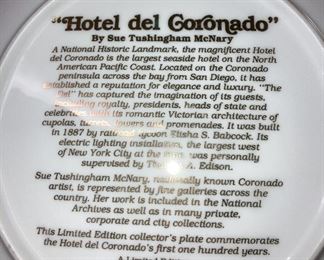 "Hotel del Coronado"
By Sue Tushingham McNary
A National Historic Landmark, the magnificent Hotel
del Coronado is the largest seaside hotel on the North
American Pacific Coast. Located on the Coronado
peninsula across the bay from San Diego, it has
established a reputation for elegance and luxury. "The
Del" has captured the imagination of its guests,
including royalty, presidents, heads of state and
celebrities with its romantic Victorian architecture of
cupolas, turrets, towers and promenades. It was built
in 1887 by railroad tycoon Elisha S. Babcock. Its
electric lighting installation, the largest west
of New York City at the time, was personally
supervised by Thomas A. Edison.
Sue Tushingham McNary, nationally known Coronado
artist, is represented by fine galleries across the
country. Her work is included in the National
Archives as well as in many private,
corporate and city collections.
This Limited Edition collector's plate commemorates
the Hotel del Coronado's first one hundred years.
A Limited